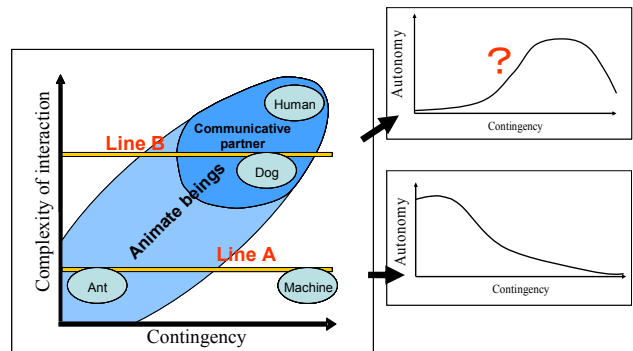 Complexity of interaction
Human
Communicative
partner
Line B
Dog
Animate beings
Line A
Ant
Machine
Contingency
Autonomy
?
Contingency
Autonomy
Contingency